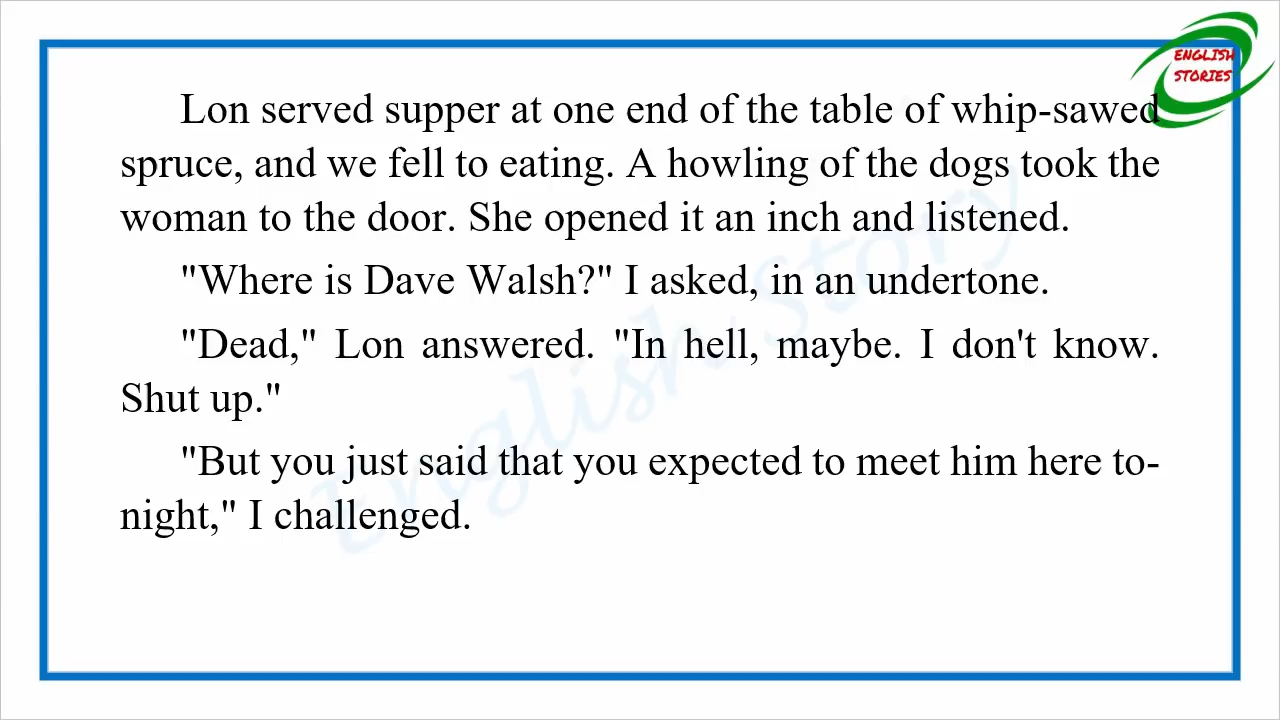 ENGLISH
STORIES
Lon served supper at one end of the table of whip-sawed
spruce, and we fell to eating. A howling of the dogs took the
woman to the door. She opened it an inch and listened.
"Where is Dave Walsh?" I asked, in an undertone.
"Dead," Lon answered. "In hell, maybe. I don't know.
Shut up."
"But you just said that you expected to meet him here to-
night," I challenged.
English Story